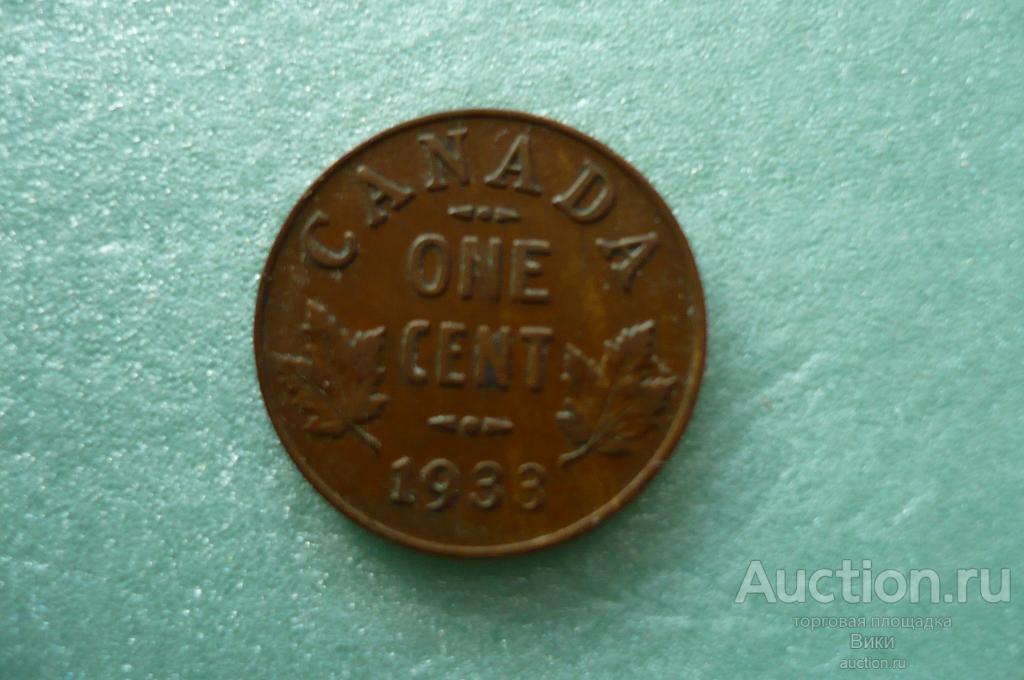 CANADA
ONE
CENT
1933
Auction.ru
торговая площадка
Вики
auction.ru